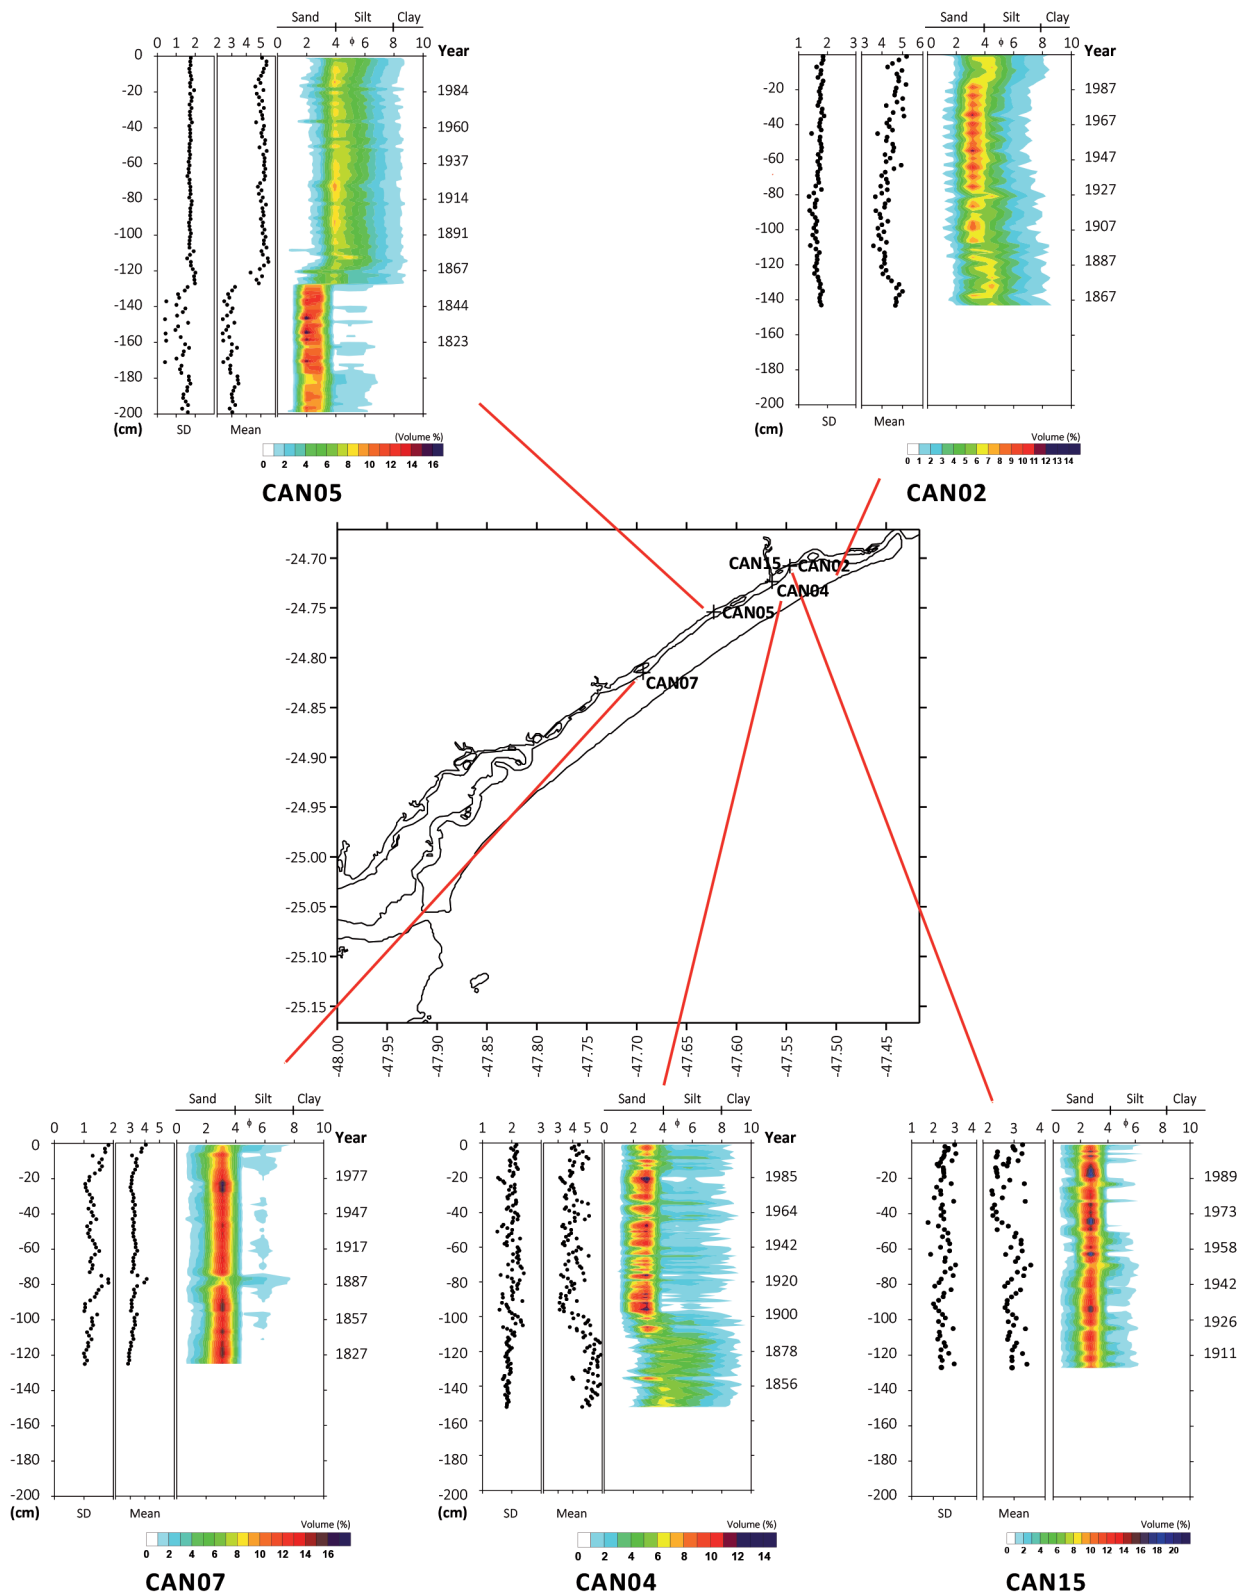 Sand Silt Clay
0 1 2 2 3 4 5 0 2 4 ϕ 6 8 10 Year
0
-20 1984
-40 1960
-60 1937
-80 1914
-100 1891
-120 1867
-140 1844
-160 1823
-180
-200
(cm) SD Mean (Volume %)
0 2 4 6 8 10 12 14 16
CAN05
Sand Silt Clay
1 2 3 3 4 5 6 0 2 4 ϕ 6 8 10 Year
-20 1987
-40 1967
-60 1947
-80 1927
-100 1907
-120 1887
-140 1867
-160
-180
-200
(cm) SD Mean Volume (%)
0 1 2 3 4 5 6 7 8 9 10 11 12 13 14
CAN02
-24.70
-24.75
-24.80
-24.85
-24.90
-24.95
-25.00
-25.05
-25.10
-25.15
CAN15 CAN02
CAN04
CAN05
CAN07
-48.00 -47.95 -47.90 -47.85 -47.80 -47.75 -47.70 -47.65 -47.60 -47.55 -47.50 -47.45
Sand Silt Clay
0 1 2 3 4 5 0 2 4 ϕ 6 8 10
0 Year
-20 1977
-40 1947
-60 1917
-80 1887
-100 1857
-120 1827
-140
-160
-180
-200
(cm) SD Mean Volume (%)
0 2 4 6 8 10 12 14 16
CAN07
Sand Silt Clay
1 2 3 3 4 5 0 2 4 ϕ 6 8 10
0 Year
-20 1985
-40 1964
-60 1942
-80 1920
-100 1900
-120 1878
-140 1856
-160
-180
-200
(cm) SD Mean Volume (%)
0 2 4 6 8 10 12 14
CAN04
Sand Silt Clay
1 2 3 4 2 3 4 0 2 4 ϕ 6 8 10
0 Year
-20 1989
-40 1973
-60 1958
-80 1942
-100 1926
-120 1911
-140
-160
-180
-200
(cm) SD Mean Volume (%)
0 2 4 6 8 10 12 14 16 18 20
CAN15